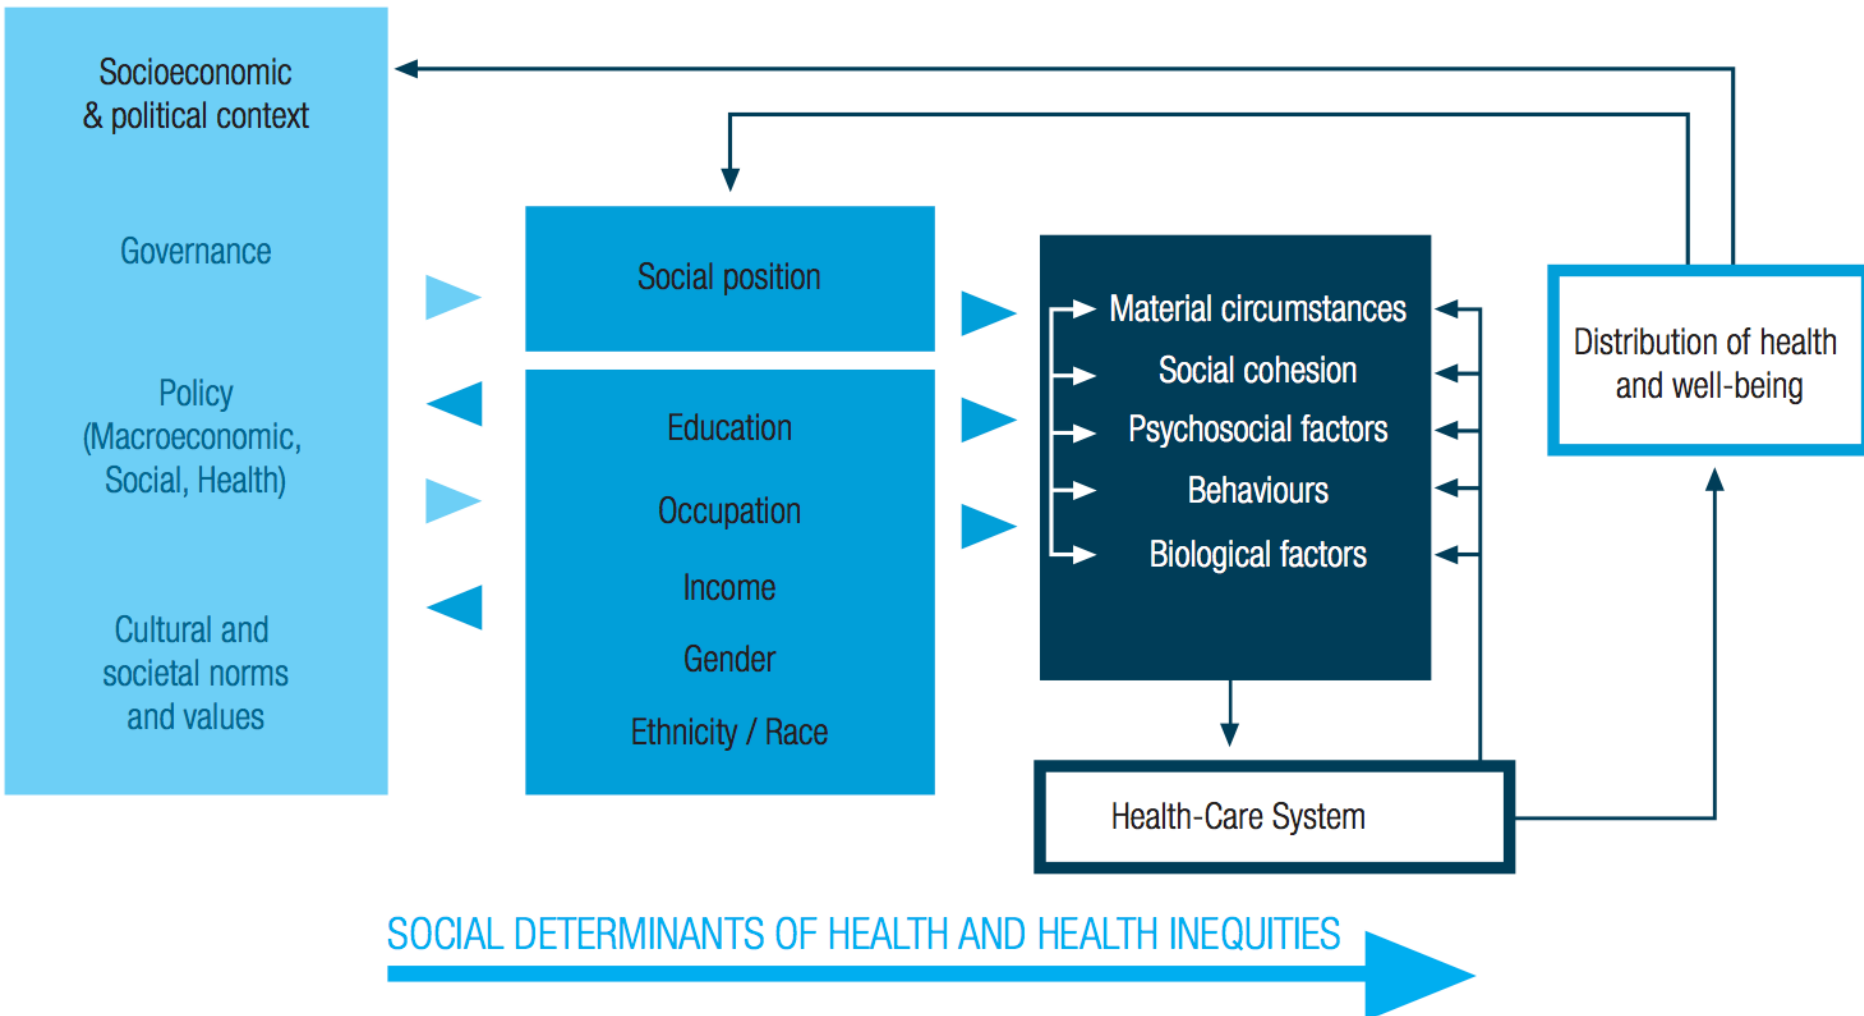 Socioeconomic
& political context
Governance
Policy
(Macroeconomic,
Social, Health)
Cultural and
societal norms
and values
Social position
Education
Occupation
Income
Gender
Ethnicity / Race
Material circumstances
Social cohesion
Psychosocial factors
Behaviours
Biological factors
Health-Care System
Distribution of health
and well-being
SOCIAL DETERMINANTS OF HEALTH AND HEALTH INEQUITIES